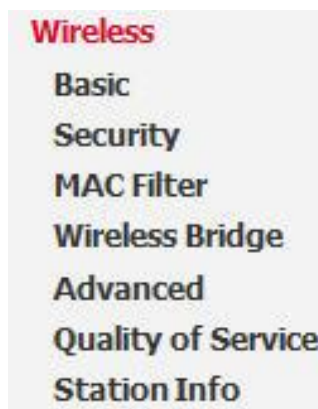 Wireless
Basic
Security
MAC Filter
Wireless Bridge
Advanced
Quality of Service
Station Info